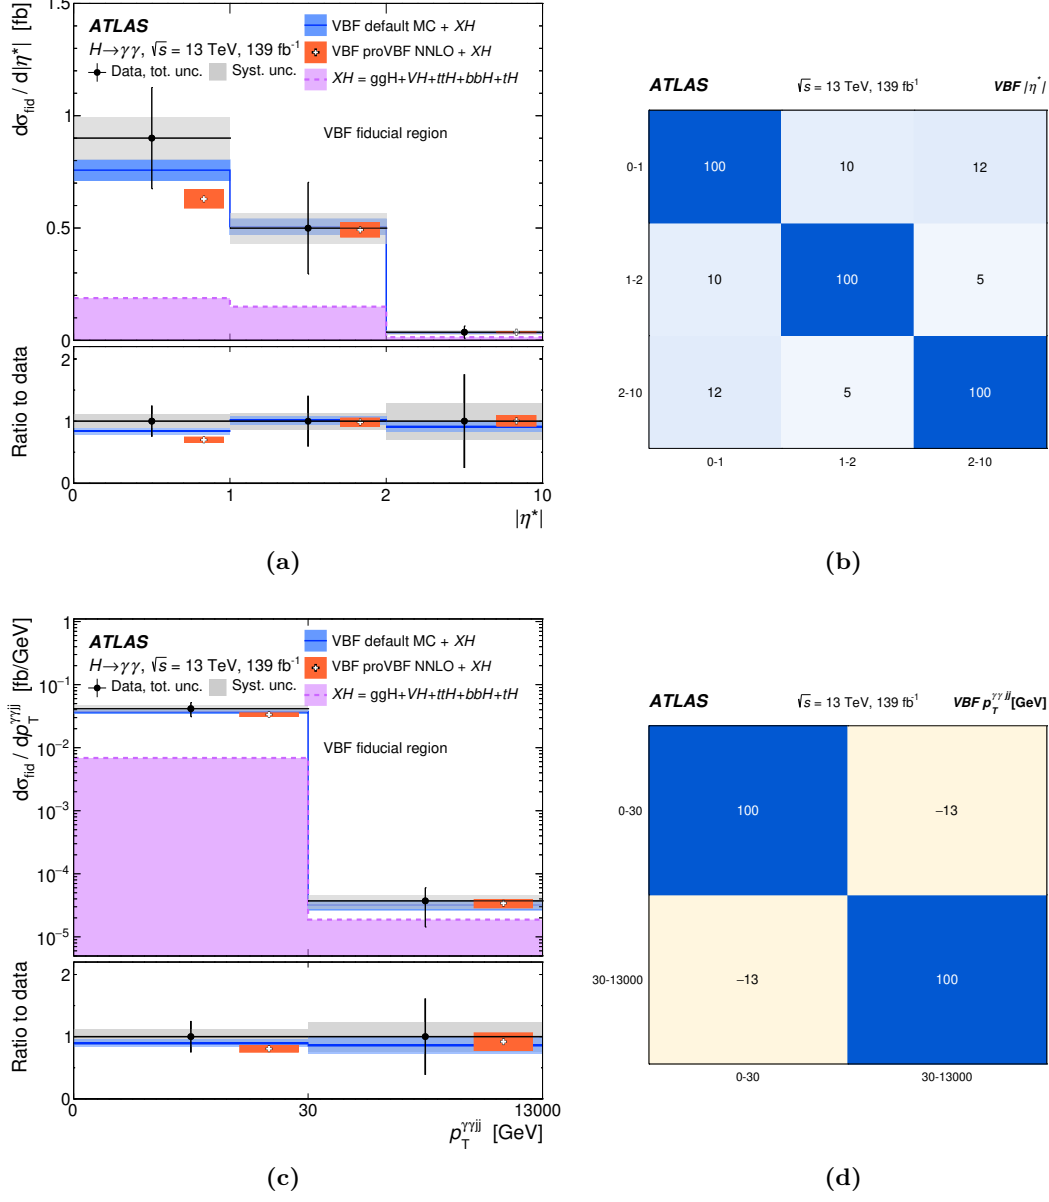 dσfid / d|η*| [fb]
1.5
1
0.5
0
ATLAS
H→γγ, √s = 13 TeV, 139 fb-1
Data, tot. unc.
Syst. unc.
VBF default MC + XH
VBF proVBF NNLO + XH
XH = ggH+VH+ttH+bbH+tH
VBF fiducial region
Ratio to data
2
1
0
0
1
2
10
|η*|
(a)
ATLAS
√s = 13 TeV, 139 fb-1
VBF |η*|
0-1
100
10
12
1-2
10
100
5
2-10
12
5
100
0-1
1-2
2-10
(b)
dσfid / dpTγγjj [fb/GeV]
1
10−1
10−2
10−3
10−4
10−5
ATLAS
H→γγ, √s = 13 TeV, 139 fb-1
Data, tot. unc.
Syst. unc.
VBF default MC + XH
VBF proVBF NNLO + XH
XH = ggH+VH+ttH+bbH+tH
VBF fiducial region
Ratio to data
2
1
0
0
30
13000
pTγγjj [GeV]
(c)
ATLAS
√s = 13 TeV, 139 fb-1
VBF pTγγ jj[GeV]
0-30
100
−13
30-13000
−13
100
0-30
30-13000
(d)